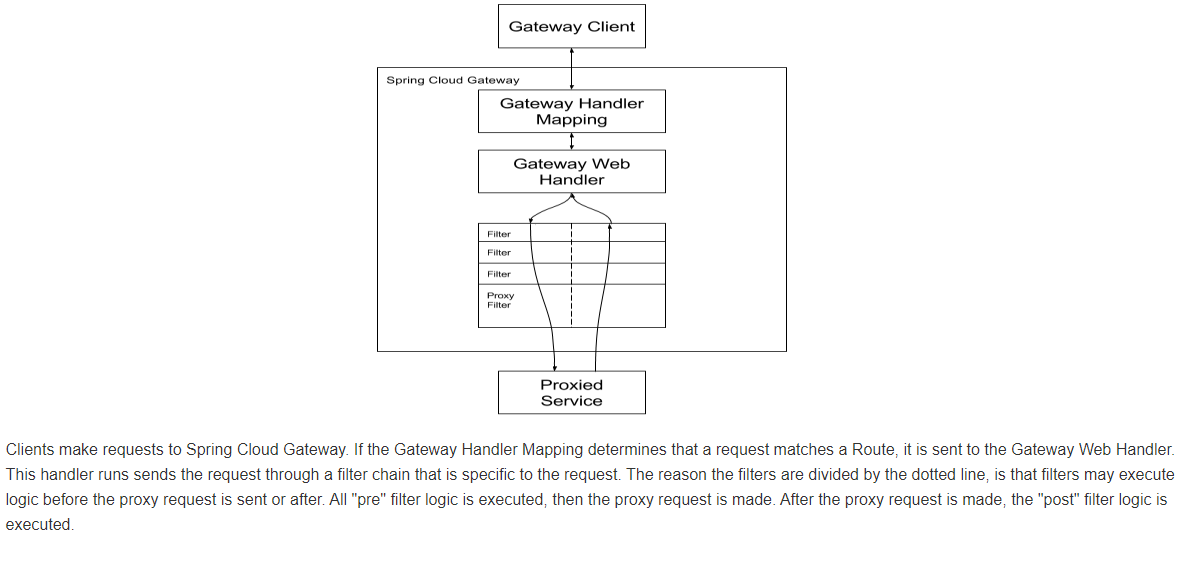 Gateway Client
Spring Cloud Gateway
Gateway Handler
Mapping
Gateway Web
Handler
Filter
Filter
Filter
Proxy
Filter
Proxied
Service
Clients make requests to Spring Cloud Gateway. If the Gateway Handler Mapping determines that a request matches a Route, it is sent to the Gateway Web Handler.
This handler runs sends the request through a filter chain that is specific to the request. The reason the filters are divided by the dotted line, is that filters may execute
logic before the proxy request is sent or after. All "pre" filter logic is executed, then the proxy request is made. After the proxy request is made, the "post" filter logic is
executed.